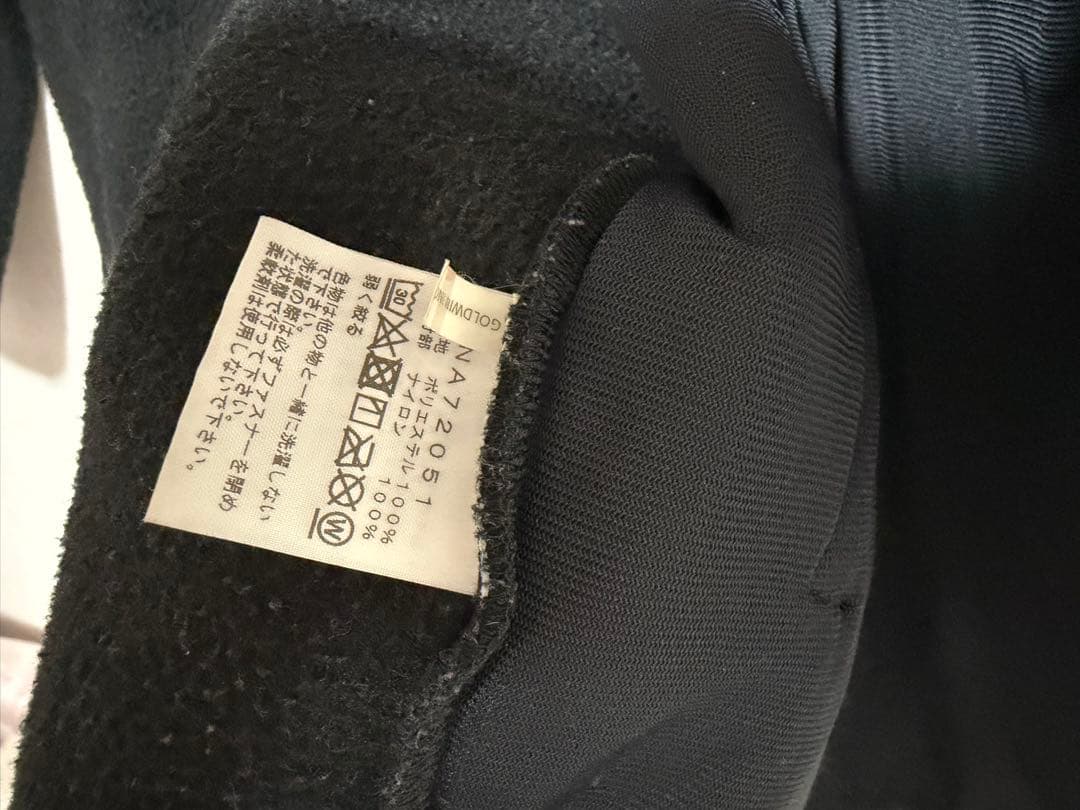 GOLDWIN
NA72051
地 ポリエステル100%
部 ナイロン 100%
30
W
弱く絞る
色物は他の物と一緒に洗濯しない
で下さい。
洗濯の際は必ずファスナーを閉め
た状態で行って下さい。
柔軟剤は使用しないで下さい。